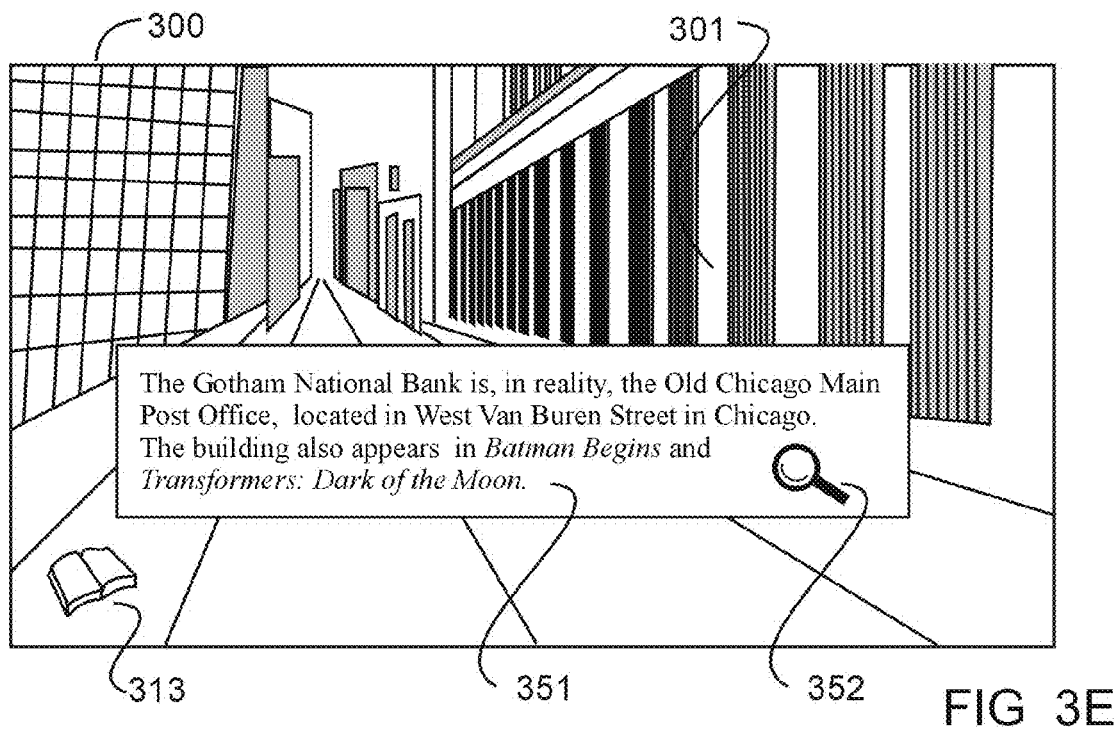 300
301
The Gotham National Bank is, in reality, the Old Chicago Main
Post Office, located in West Van Buren Street in Chicago.
The building also appears in Batman Begins and
Transformers: Dark of the Moon.
313
351
352
FIG 3E